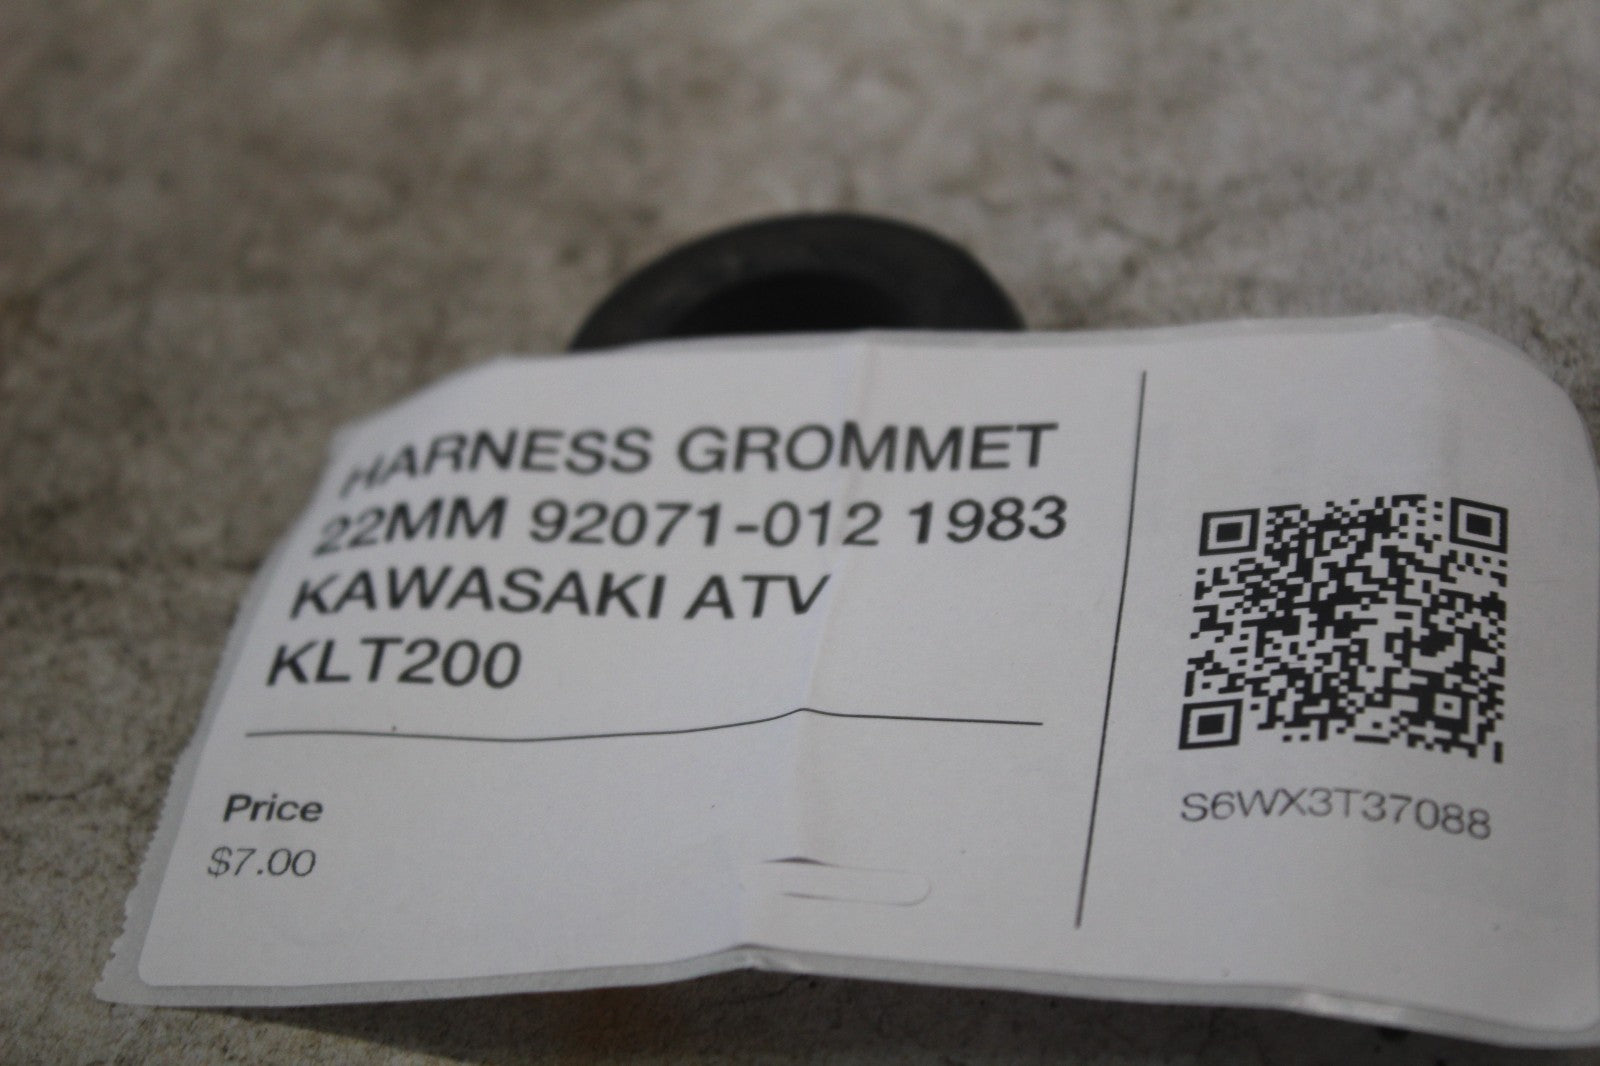 HARNESS GROMMET
22MM 92071-012 1983
KAWASAKI ATV
KLT200
Price
$7.00
S6WX3T37088